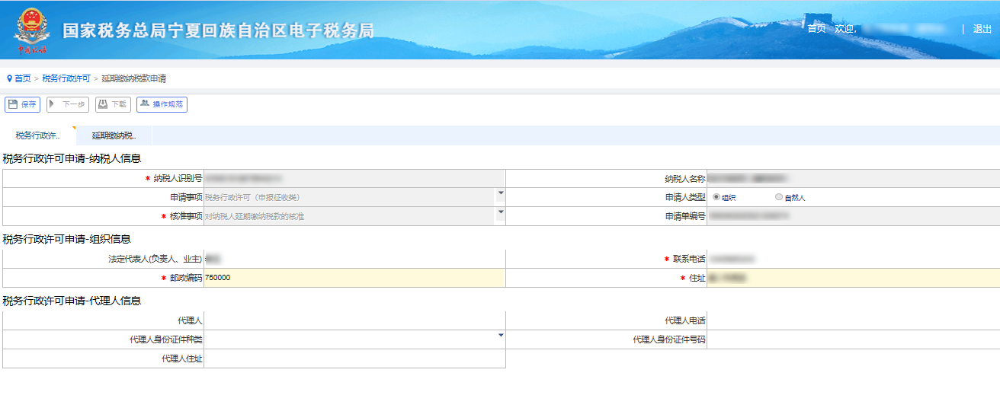 国家税务总局宁夏回族自治区电子税务局
首页 欢迎, | 退出
中国税务
首页 > 税务行政许可 > 延期缴纳税款申请
保存 下一步 下载 操作规范
税务行政许.. 延期缴纳税..
税务行政许可申请-纳税人信息
* 纳税人识别号 纳税人名称
申请事项 税务行政许可（申报征收类） 申请人类型 组织 自然人
* 核准事项 对纳税人延期缴纳税款的核准 申请单编号
税务行政许可申请-组织信息
法定代表人(负责人、业主) * 联系电话
* 邮政编码 750000 * 住址
税务行政许可申请-代理人信息
代理人 代理人电话
代理人身份证件种类 代理人身份证件号码
代理人住址